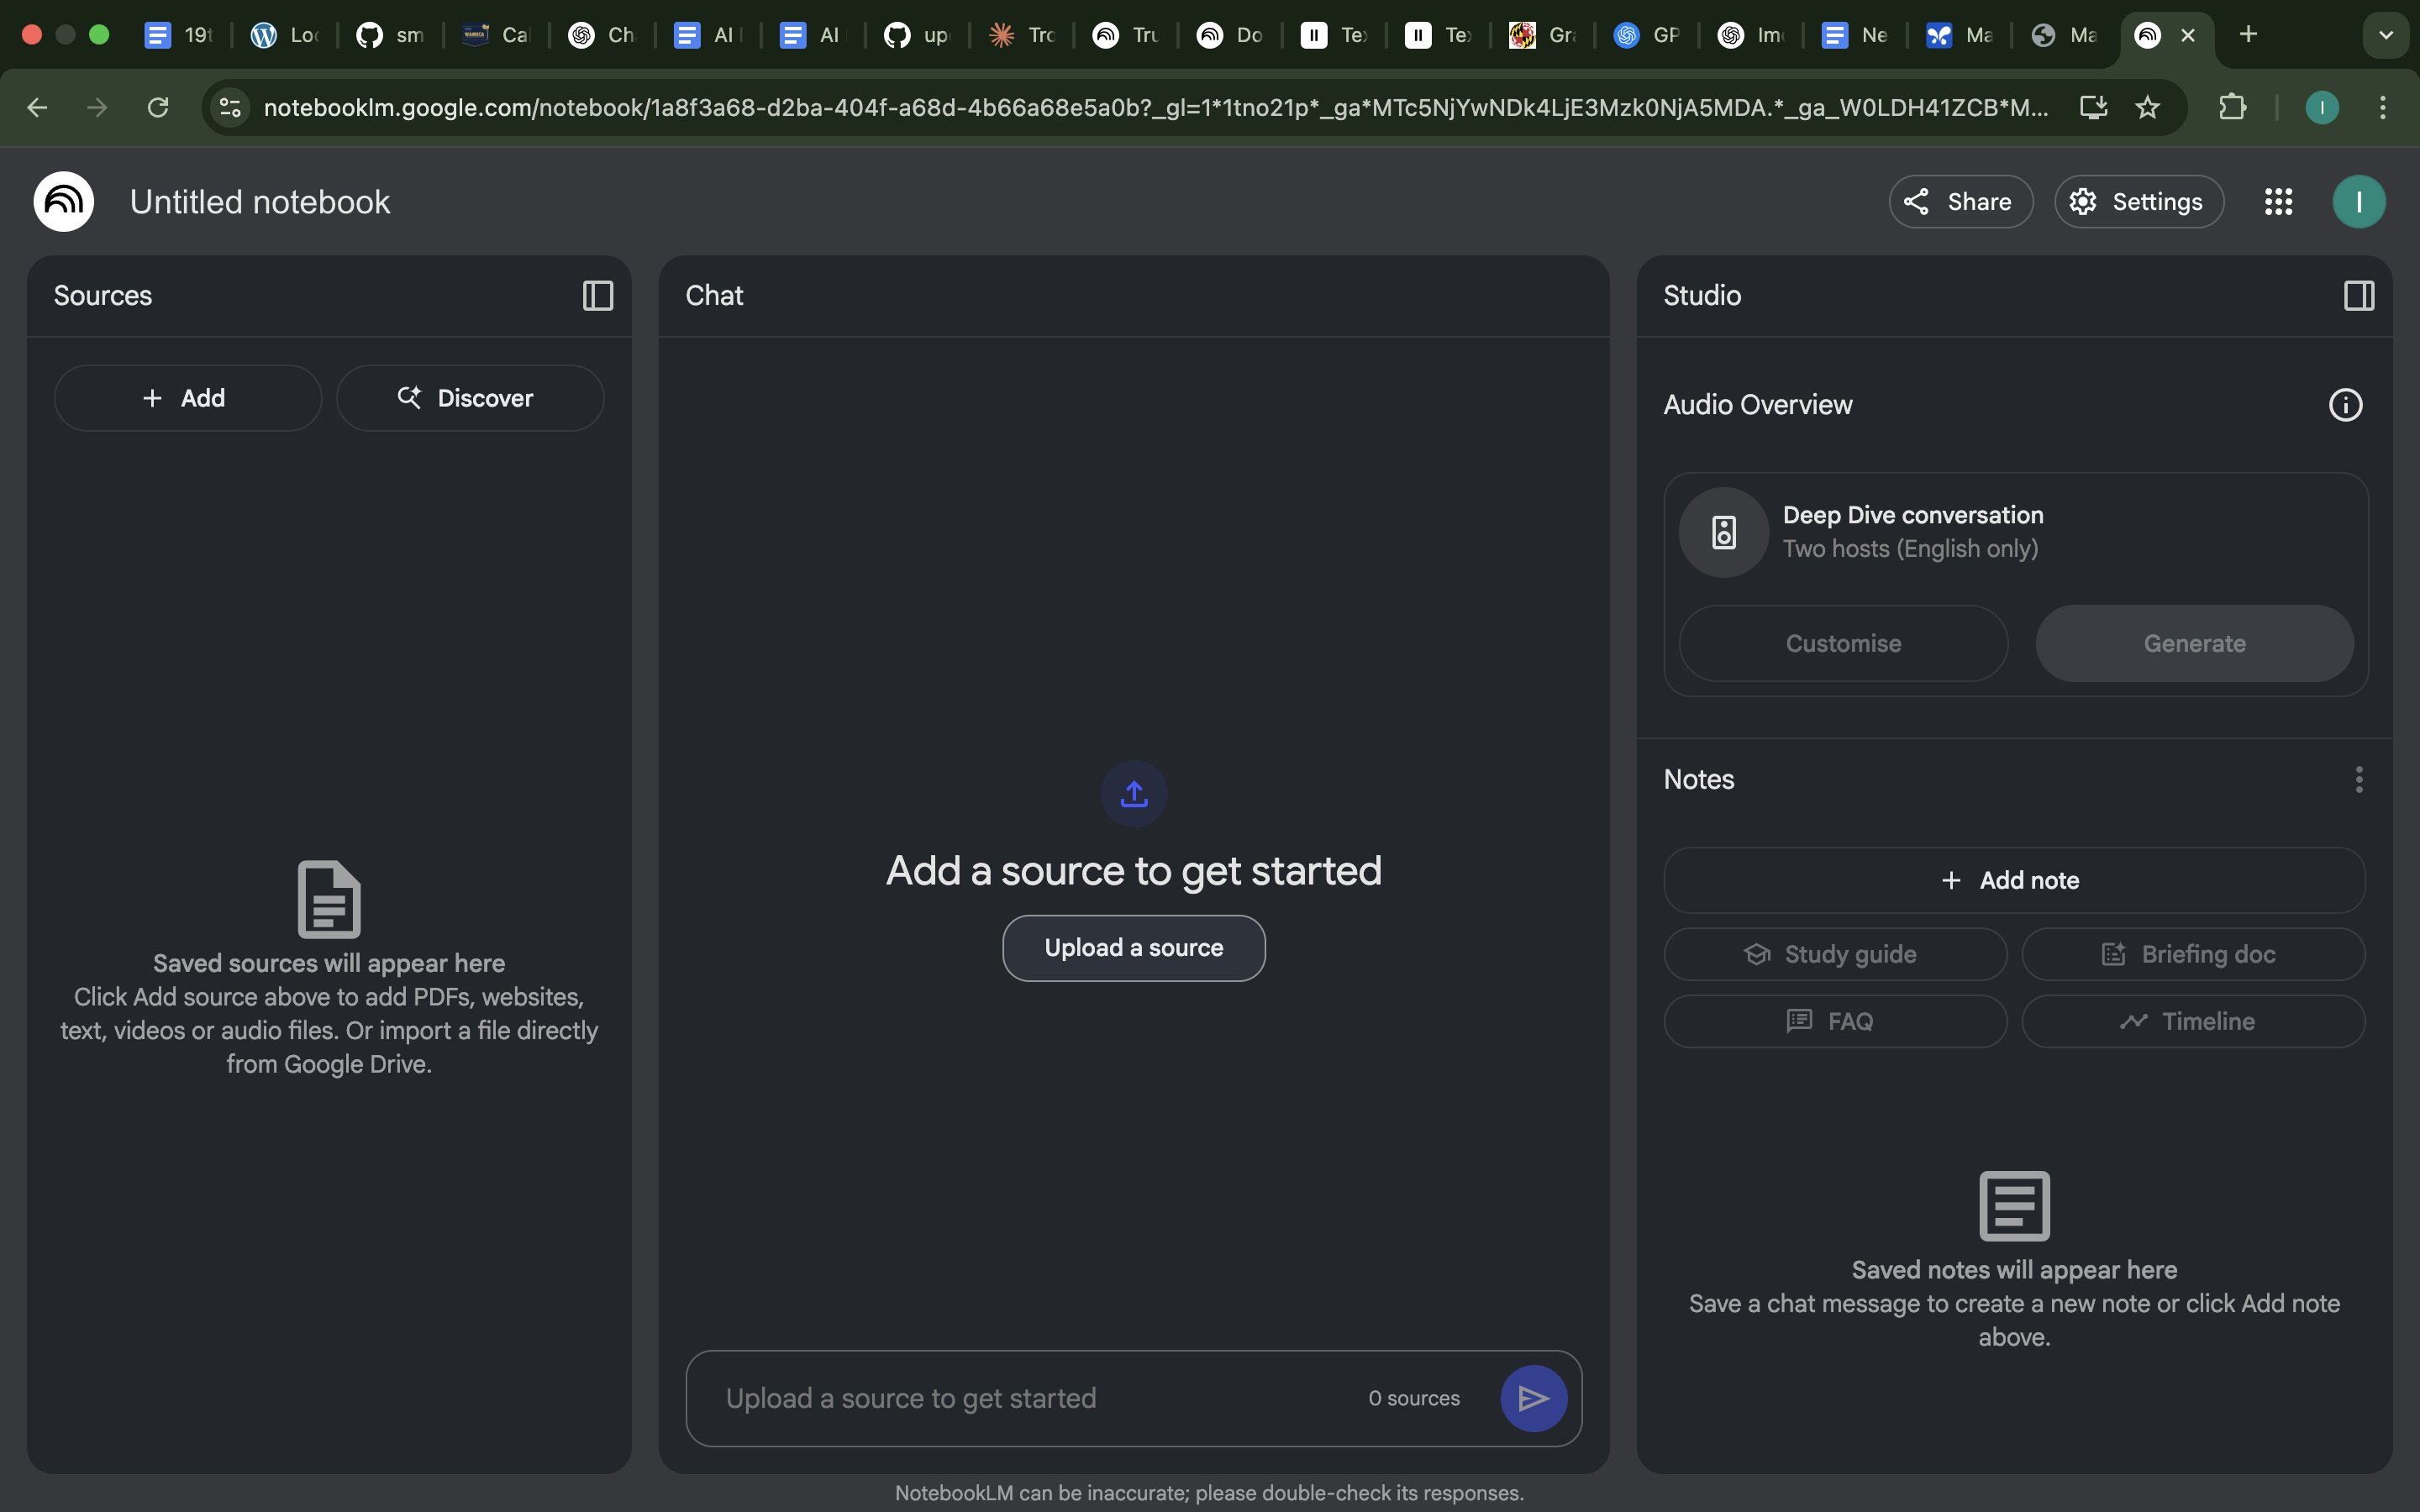 19t
Loc
sm
Cal
Ch
AI
AI
up
Tro
Tru
Do
Tex
Tex
Gra
GP
Im
Ne
Ma
Ma
notebooklm.google.com/notebook/1a8f3a68-d2ba-404f-a68d-4b66a68e5a0b?_gl=1*1tno21p*_ga*MTc5NjYwNDk4LjE3Mzk0NjA5MDA.*_ga_W0LDH41ZCB*M...
I
Untitled notebook
Share
Settings
I
Sources
Add
Discover
Saved sources will appear here
Click Add source above to add PDFs, websites,
text, videos or audio files. Or import a file directly
from Google Drive.
Chat
Add a source to get started
Upload a source
Upload a source to get started
0 sources
Studio
Audio Overview
Deep Dive conversation
Two hosts (English only)
Customise
Generate
Notes
Add note
Study guide
Briefing doc
FAQ
Timeline
Saved notes will appear here
Save a chat message to create a new note or click Add note
above.
NotebookLM can be inaccurate; please double-check its responses.